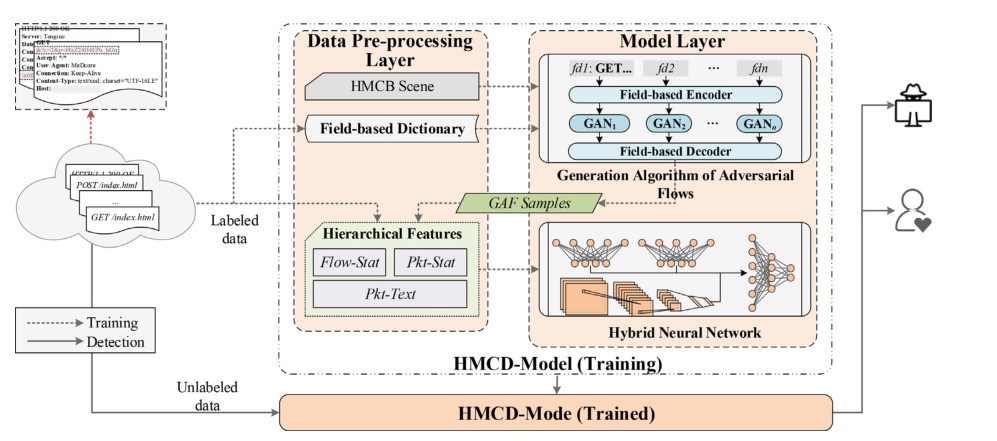 HTTP/1.1 200 OK
Server: Tengine
GET
Accept: */*
User-Agent: Mellcore
Connection: Keep-Alive
Content-Type: text/xml; charset="UTF-16LE"
Host:
HTTP/1.1 200 OK
POST /index.html
...
GET /index.html
Labeled
data
Training
Detection
Unlabeled
data
Data Pre-processing
Layer
HMCB Scene
Field-based Dictionary
GAF Samples
Hierarchical Features
Flow-Stat
Pkt-Stat
Pkt-Text
Model Layer
fd1: GET...
fd2
...
fdn
Field-based Encoder
GAN1
GAN2
...
GANn
Field-based Decoder
Generation Algorithm of Adversarial
Flows
Hybrid Neural Network
HMCD-Model (Training)
HMCD-Mode (Trained)